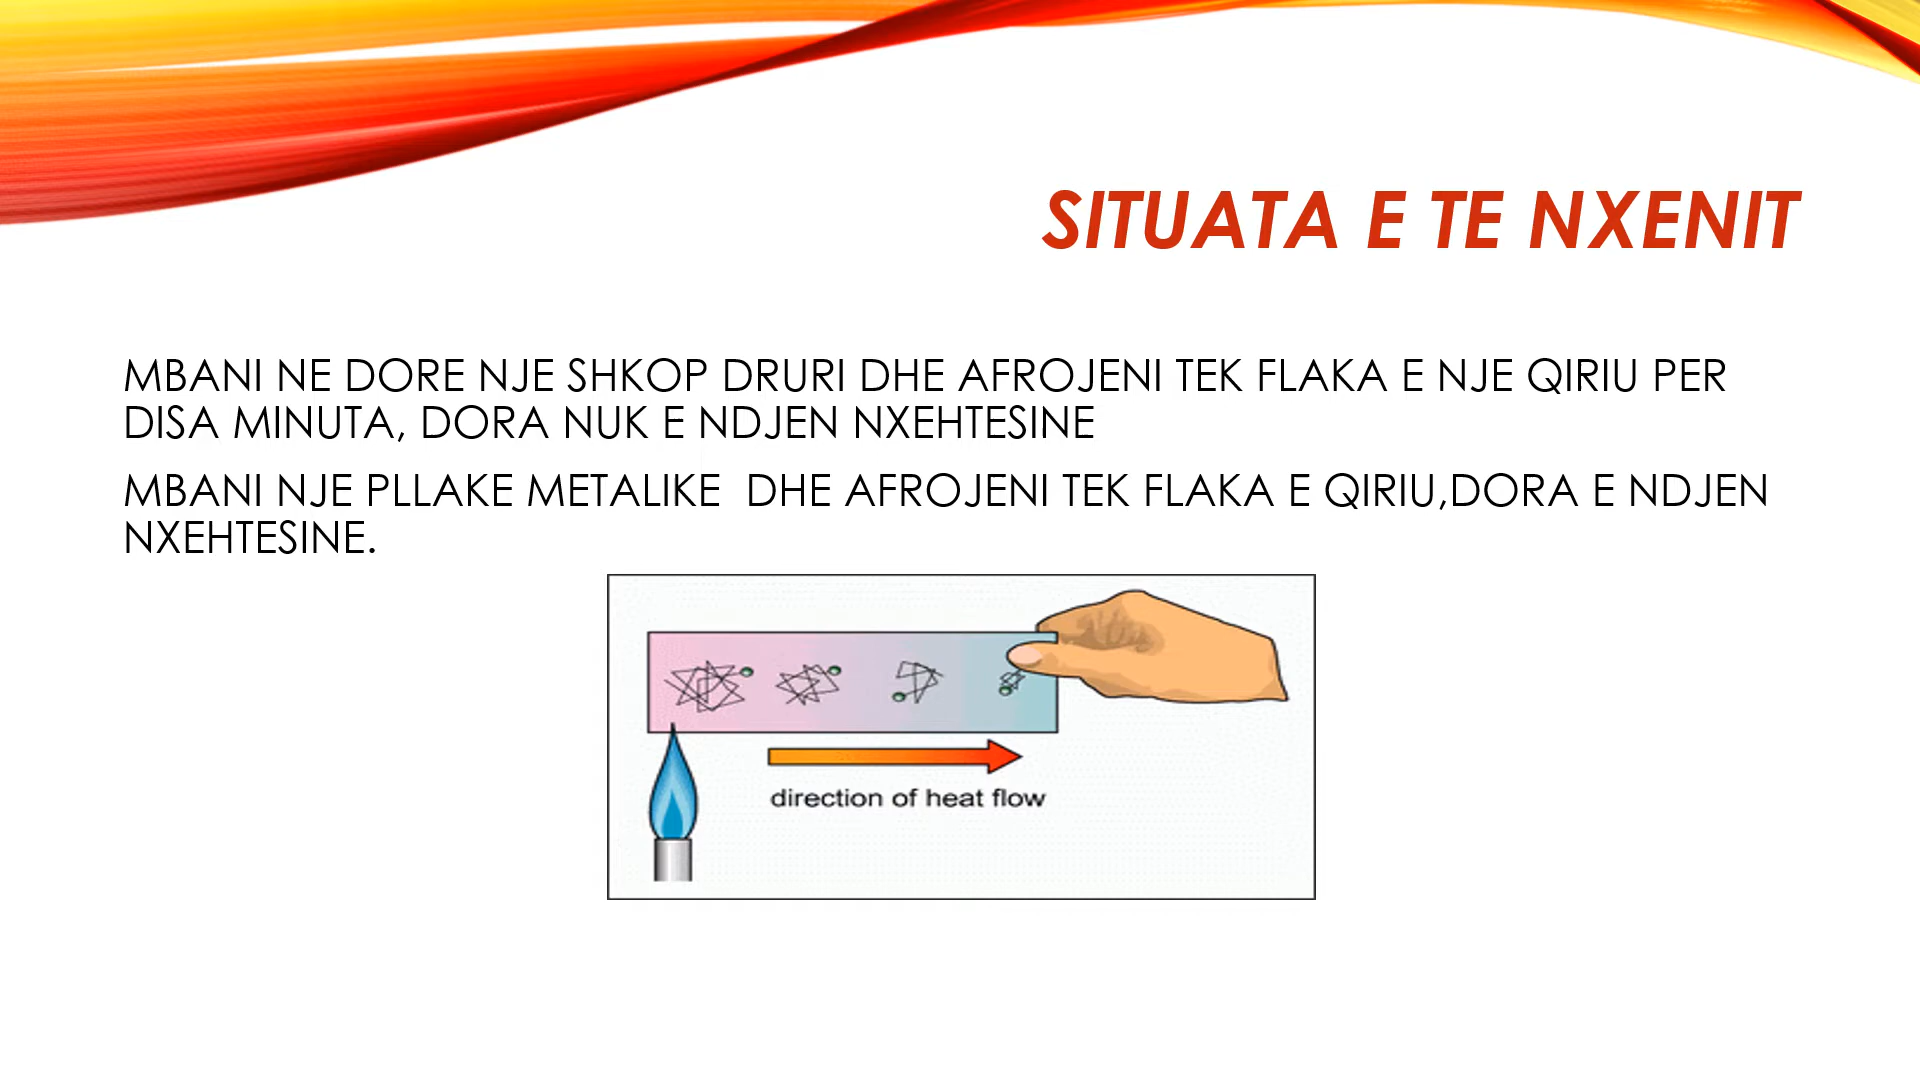 SITUATA E TE NXENIT
MBANI NE DORE NJE SHKOP DRURI DHE AFROJENI TEK FLAKA E NJE QIRIU PER
DISA MINUTA, DORA NUK E NDJEN NXEHTESINE
MBANI NJE PLLAKE METALIKE  DHE AFROJENI TEK FLAKA E QIRIU,DORA E NDJEN
NXEHTESINE.
direction of heat flow